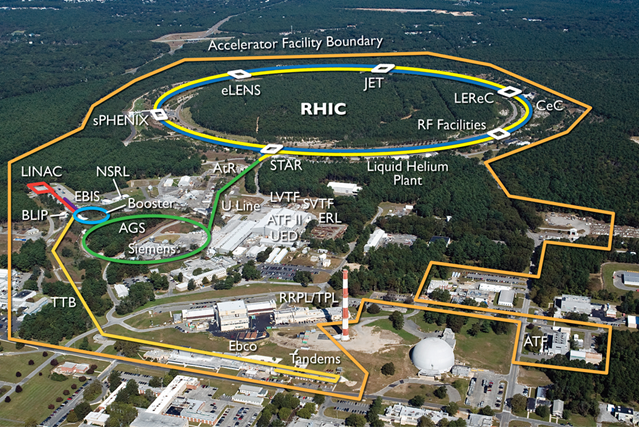 Accelerator Facility Boundary
eLENS
JET
RHIC
LEReC
CeC
sPHENIX
RF Facilities
STAR
Liquid Helium
Plant
AtR
LINAC
NSRL
EBIS
Booster
BLIP
U Line
LVTF
SVTF
ATF II
ERL
UED
AGS
Siemens
TTB
RRPL/TPL
Ebco
Tandems
ATF